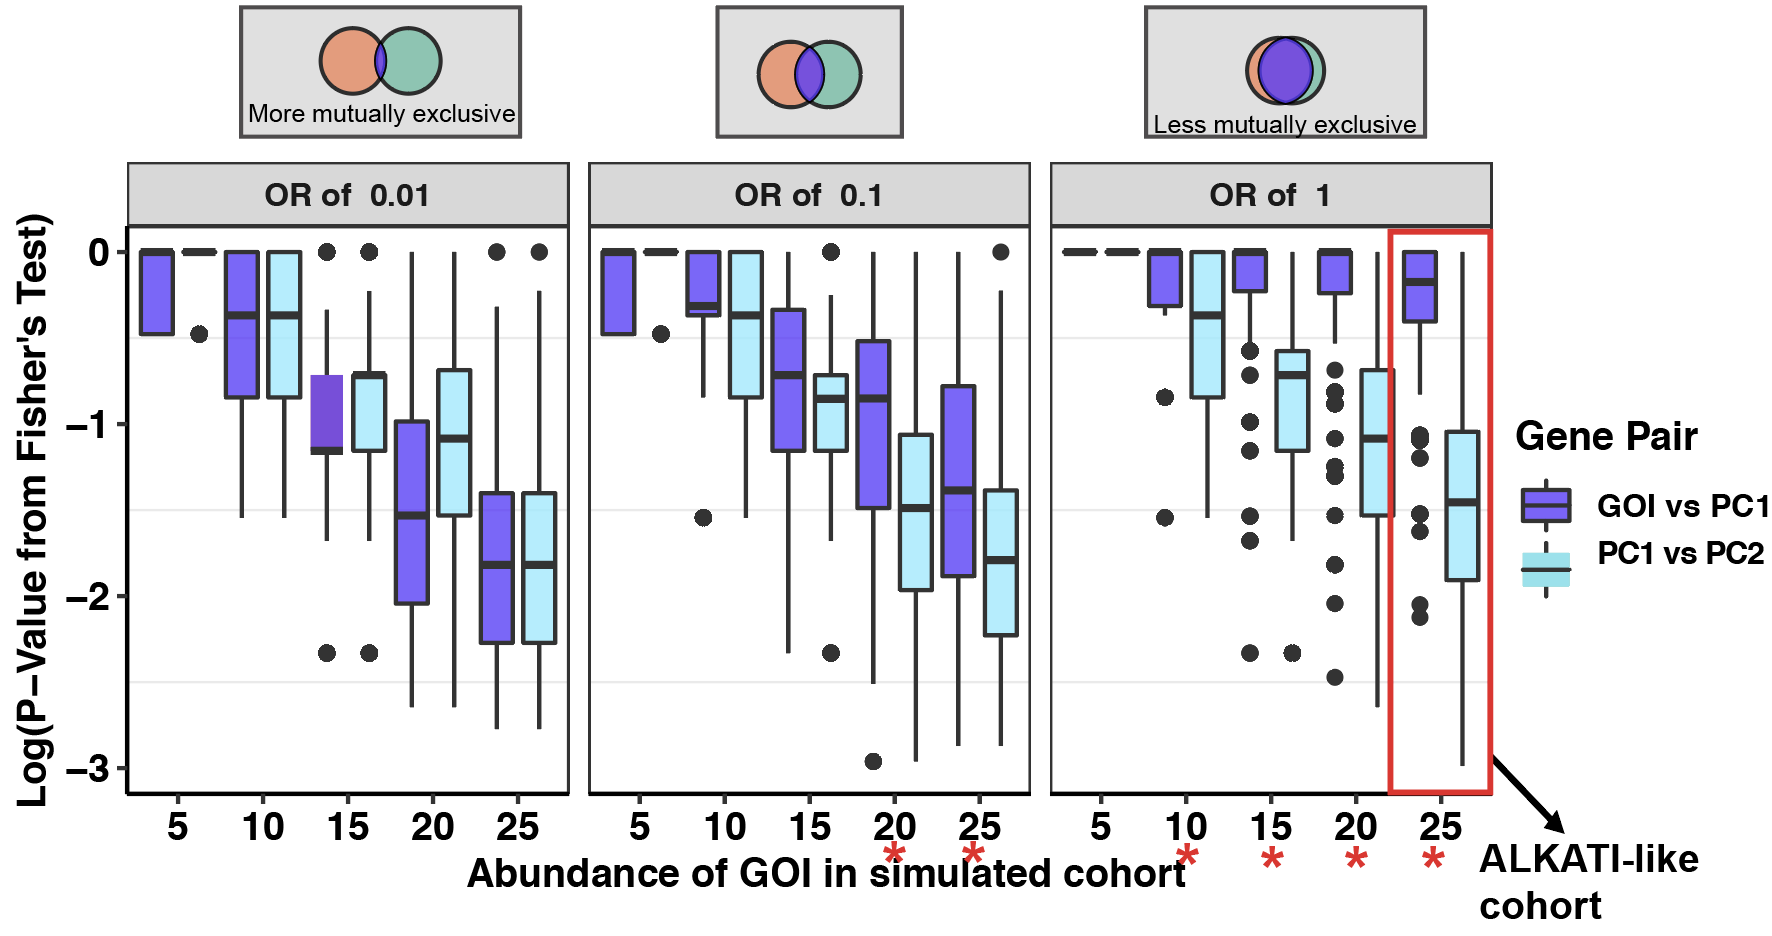 More mutually exclusive
Less mutually exclusive
OR of 0.01
OR of 0.1
OR of 1
Log(P-Value from Fisher's Test)
0
−1
−2
−3
5 10 15 20 25
5 10 15 20 25
5 10 15 20 25
* * * * * *
Abundance of GOI in simulated cohort
Gene Pair
GOI vs PC1
PC1 vs PC2
ALKATI-like
cohort